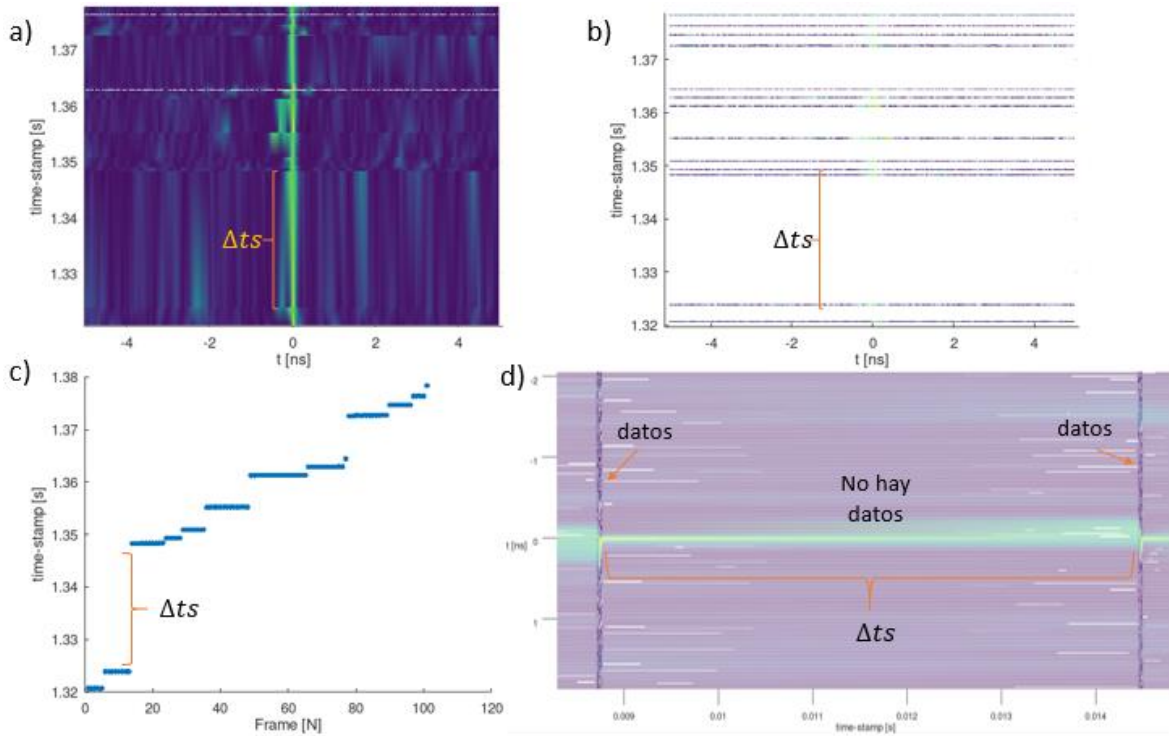 a)
time-stamp [s]
1.37
1.36
1.35
1.34
1.33
Δts
-4
-2
0
2
4
t [ns]
b)
time-stamp [s]
1.37
1.36
1.35
1.34
1.33
1.32
Δts
-4
-2
0
2
4
t [ns]
c)
time-stamp [s]
1.38
1.37
1.36
1.35
1.34
1.33
1.32
Δts
0
20
40
60
80
100
120
Frame [N]
d)
-2
-1
t [ns]
0
1
datos
datos
No hay
datos
Δts
0.009
0.01
0.011
0.012
0.013
0.014
time-stamp [s]